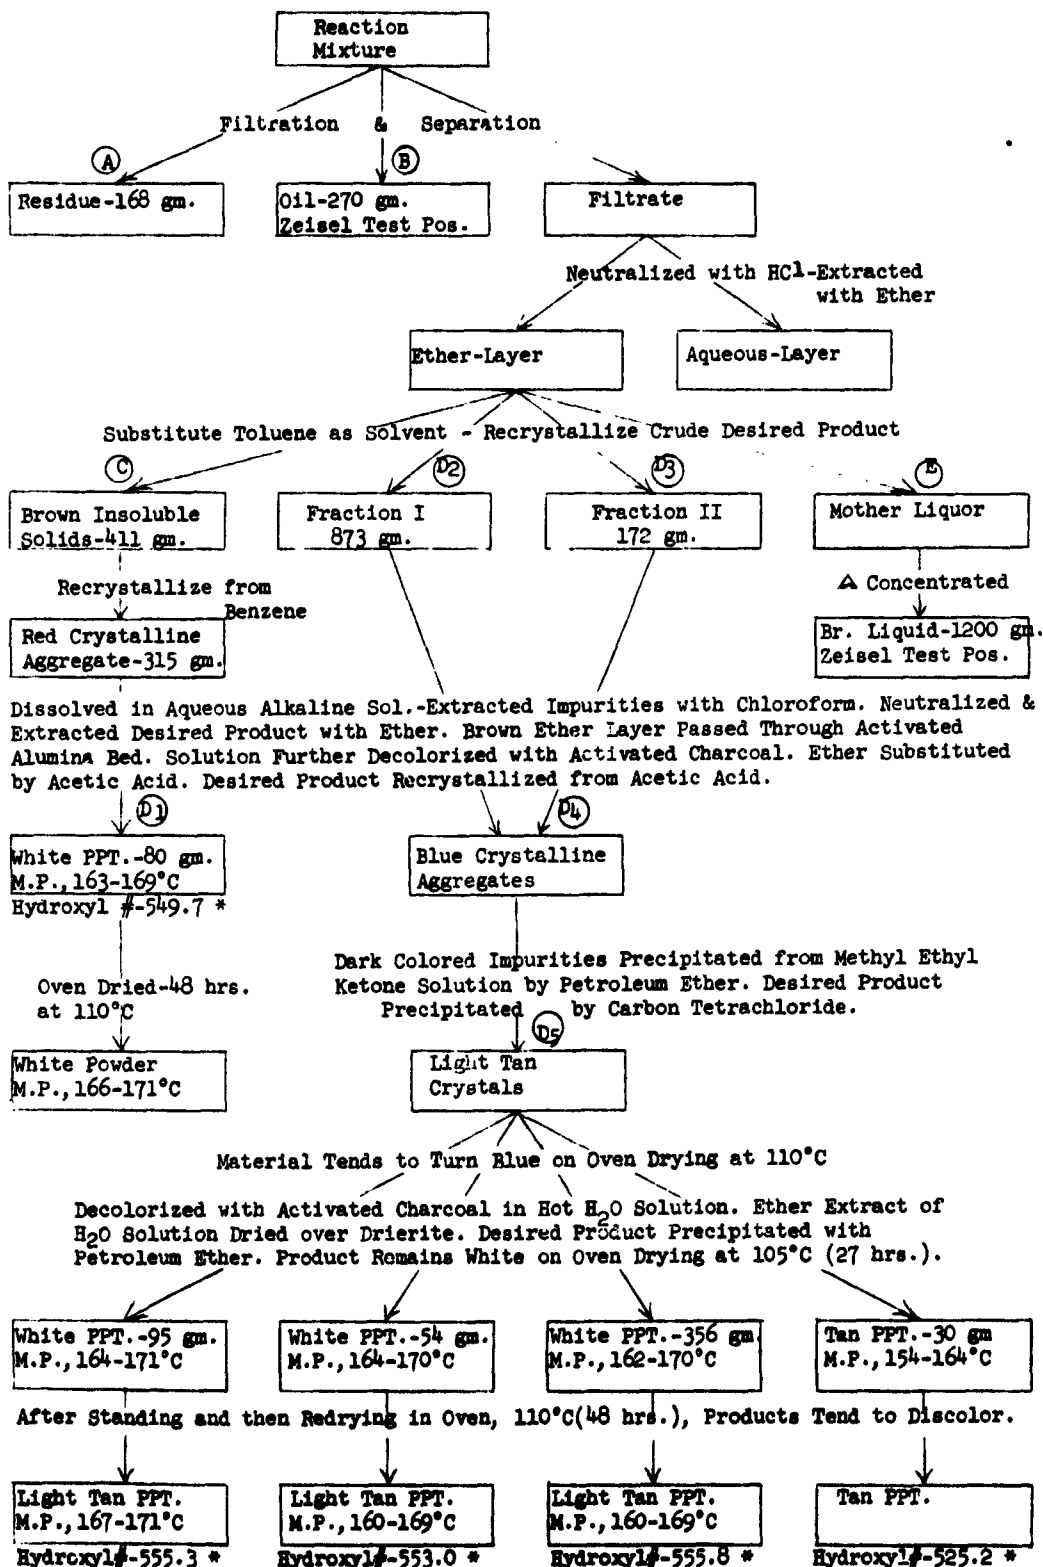 Reaction
Mixture
Filtration & Separation
A
B
Residue-168 gm.
Oil-270 gm.
Zeisel Test Pos.
Filtrate
Neutralized with HCl-Extracted
with Ether
Ether-Layer
Aqueous-Layer
Substitute Toluene as Solvent - Recrystallize Crude Desired Product
C
D2
D3
E
Brown Insoluble
Solids-411 gm.
Fraction I
873 gm.
Fraction II
172 gm.
Mother Liquor
Recrystallize from
Benzene
Δ Concentrated
Red Crystalline
Aggregate-315 gm.
Br. Liquid-1200 gm.
Zeisel Test Pos.
Dissolved in Aqueous Alkaline Sol.-Extracted Impurities with Chloroform. Neutralized &
Extracted Desired Product with Ether. Brown Ether Layer Passed Through Activated
Alumina Bed. Solution Further Decolorized with Activated Charcoal. Ether Substituted
by Acetic Acid. Desired Product Recrystallized from Acetic Acid.
D1
D4
White PPT.-80 gm.
M.P.,163-169°C
Hydroxyl #-549.7 *
Blue Crystalline
Aggregates
Oven Dried-48 hrs.
at 110°C
Dark Colored Impurities Precipitated from Methyl Ethyl
Ketone Solution by Petroleum Ether. Desired Product
Precipitated by Carbon Tetrachloride.
D5
White Powder
M.P.,166-171°C
Light Tan
Crystals
Material Tends to Turn Blue on Oven Drying at 110°C
Decolorized with Activated Charcoal in Hot H2O Solution. Ether Extract of
H2O Solution Dried over Drierite. Desired Product Precipitated with
Petroleum Ether. Product Remains White on Oven Drying at 105°C (27 hrs.).
White PPT.-95 gm.
M.P.,164-171°C
White PPT.-54 gm.
M.P.,164-170°C
White PPT.-356 gm
M.P.,162-170°C
Tan PPT.-30 gm
M.P.,154-164°C
After Standing and then Redrying in Oven, 110°C(48 hrs.), Products Tend to Discolor.
Light Tan PPT.
M.P.,167-171°C
Hydroxyl#-555.3 *
Light Tan PPT.
M.P.,160-169°C
Hydroxyl#-553.0 *
Light Tan PPT.
M.P.,160-169°C
Hydroxyl#-555.8 *
Tan PPT.
Hydroxyl#-525.2 *